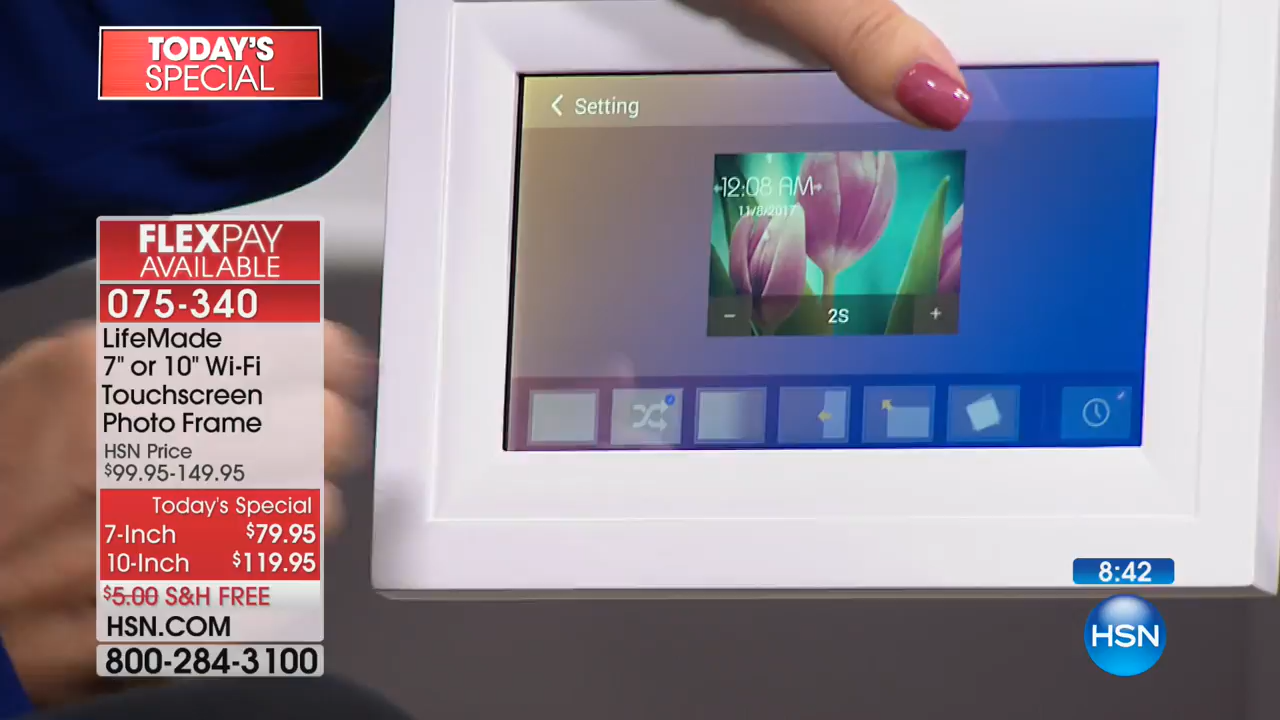 TODAY'S
SPECIAL
FLEXPAY
AVAILABLE
075-340
LifeMade
7" or 10" Wi-Fi
Touchscreen
Photo Frame
HSN Price
$99.95-149.95
Today's Special
7-Inch $79.95
10-Inch $119.95
$5.00 S&H FREE
HSN.COM
800-284-3100
Setting
12:08 AM
11/8/2017
- 2S +
8:42
HSN